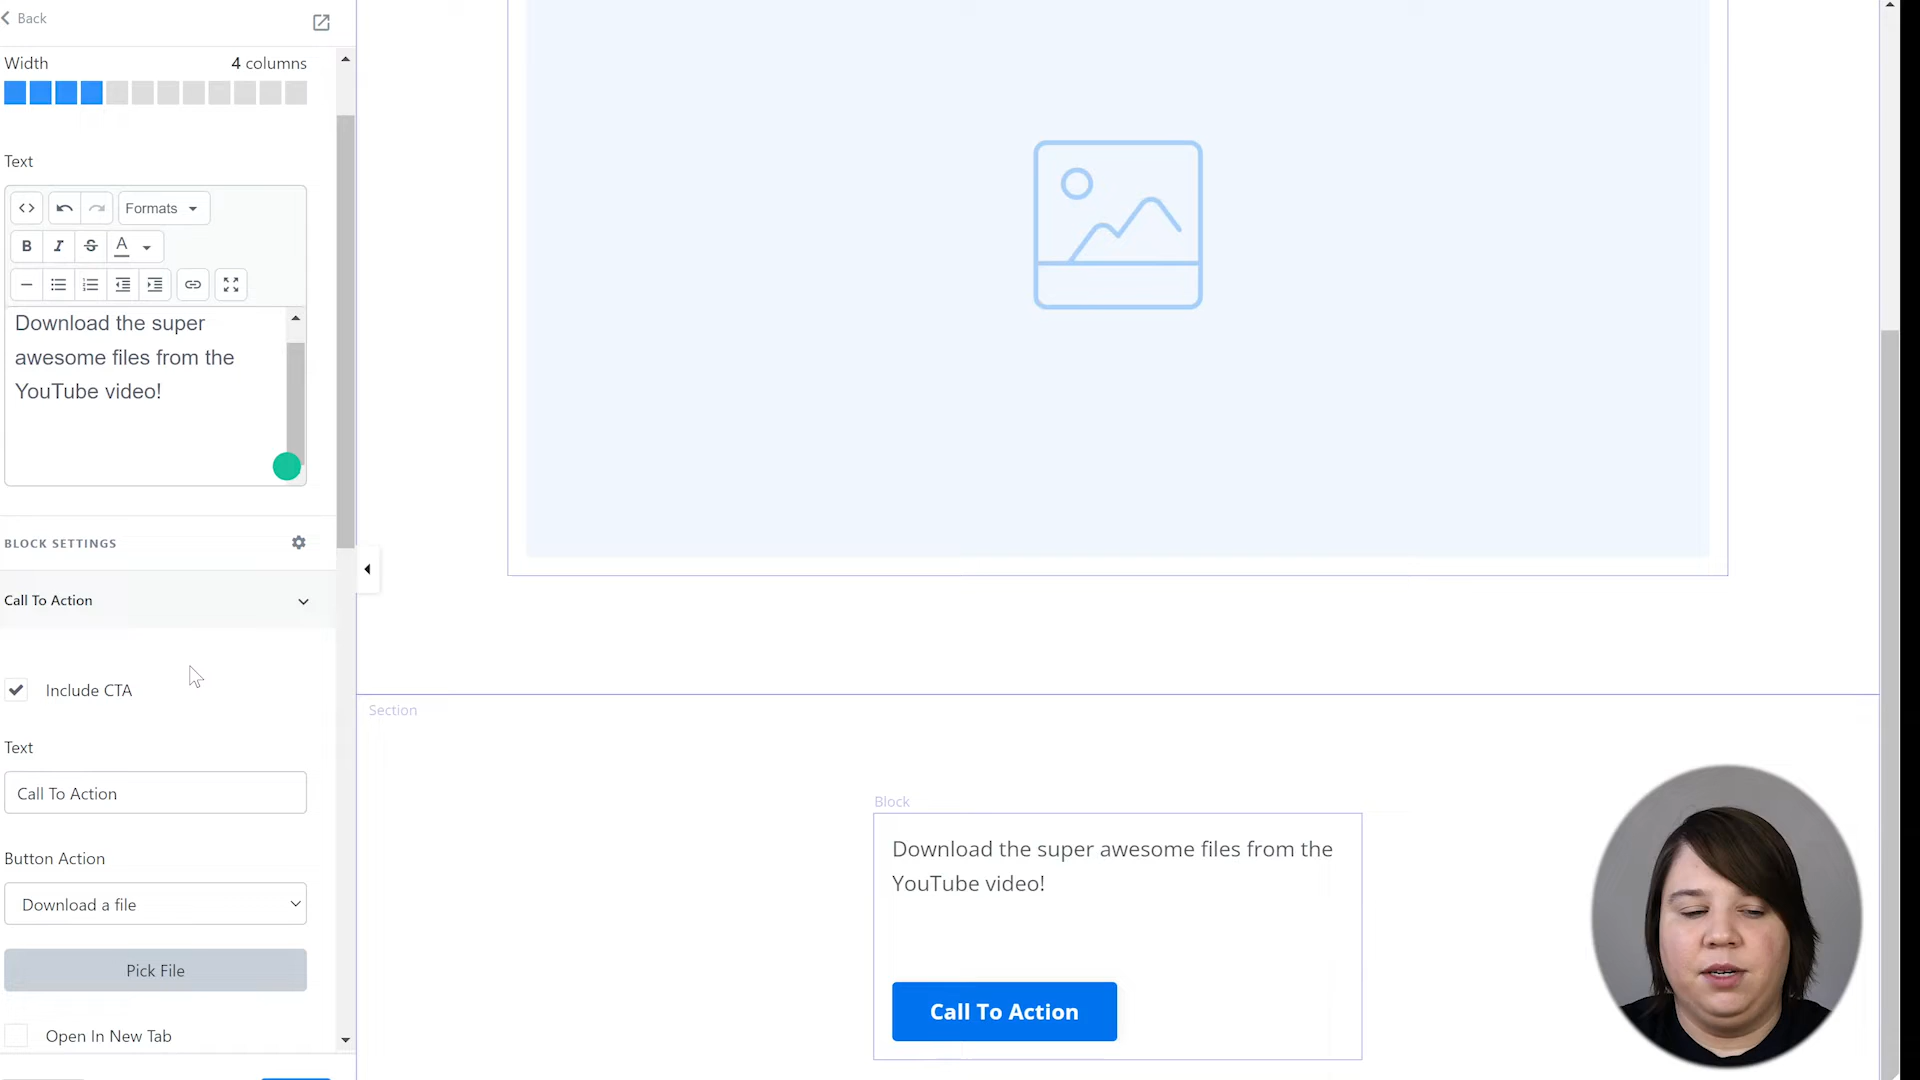 Back
Width 4 columns
Text
Formats
B I S A
Download the super
awesome files from the
YouTube video!
BLOCK SETTINGS
Call To Action
Include CTA
Text
Call To Action
Button Action
Download a file
Pick File
Open In New Tab
Section
Block
Download the super awesome files from the
YouTube video!
Call To Action